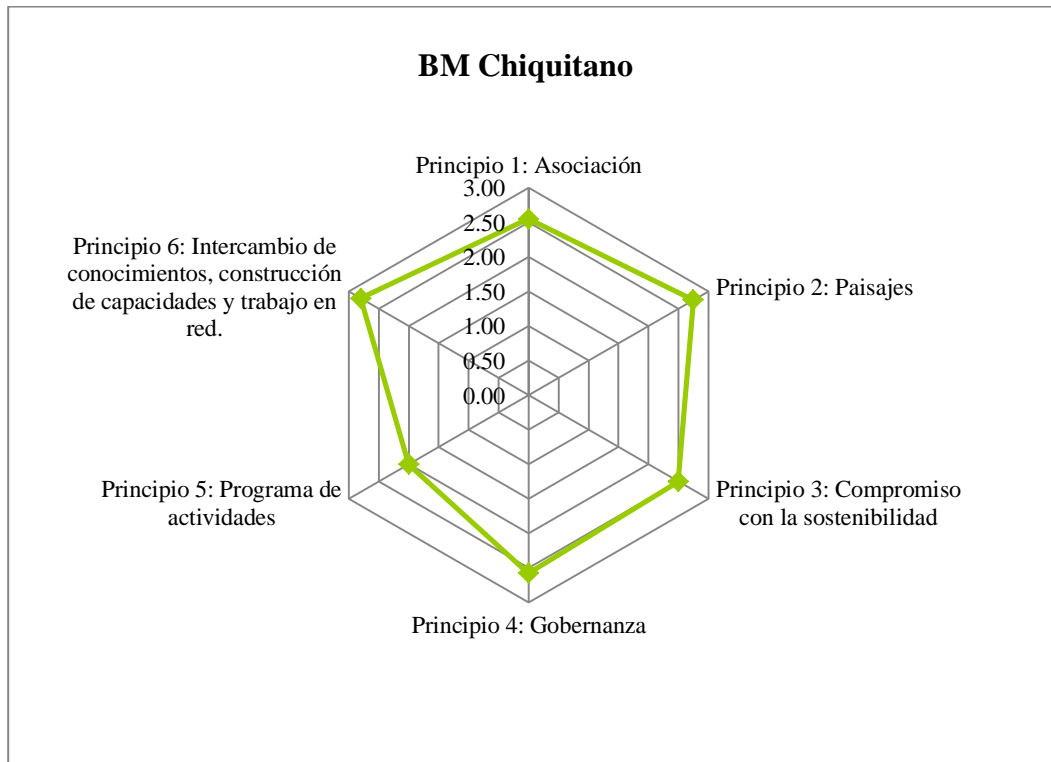 BM Chiquitano
Principio 1: Asociación
3.00
2.50
2.00
1.50
1.00
0.50
0.00
Principio 2: Paisajes
Principio 3: Compromiso
con la sostenibilidad
Principio 4: Gobernanza
Principio 5: Programa de
actividades
Principio 6: Intercambio de
conocimientos, construcción
de capacidades y trabajo en
red.